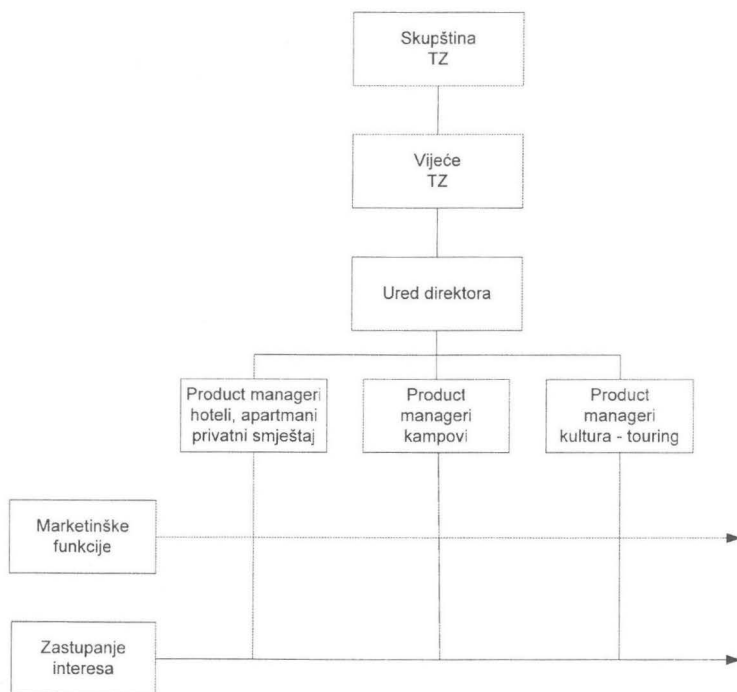 Skupština
TZ
Vijeće
TZ
Ured direktora
Product manageri
hoteli, apartmani
privatni smještaj
Product
manageri
kampovi
Product
manageri
kultura - touring
Marketinške
funkcije
Zastupanje
interesa